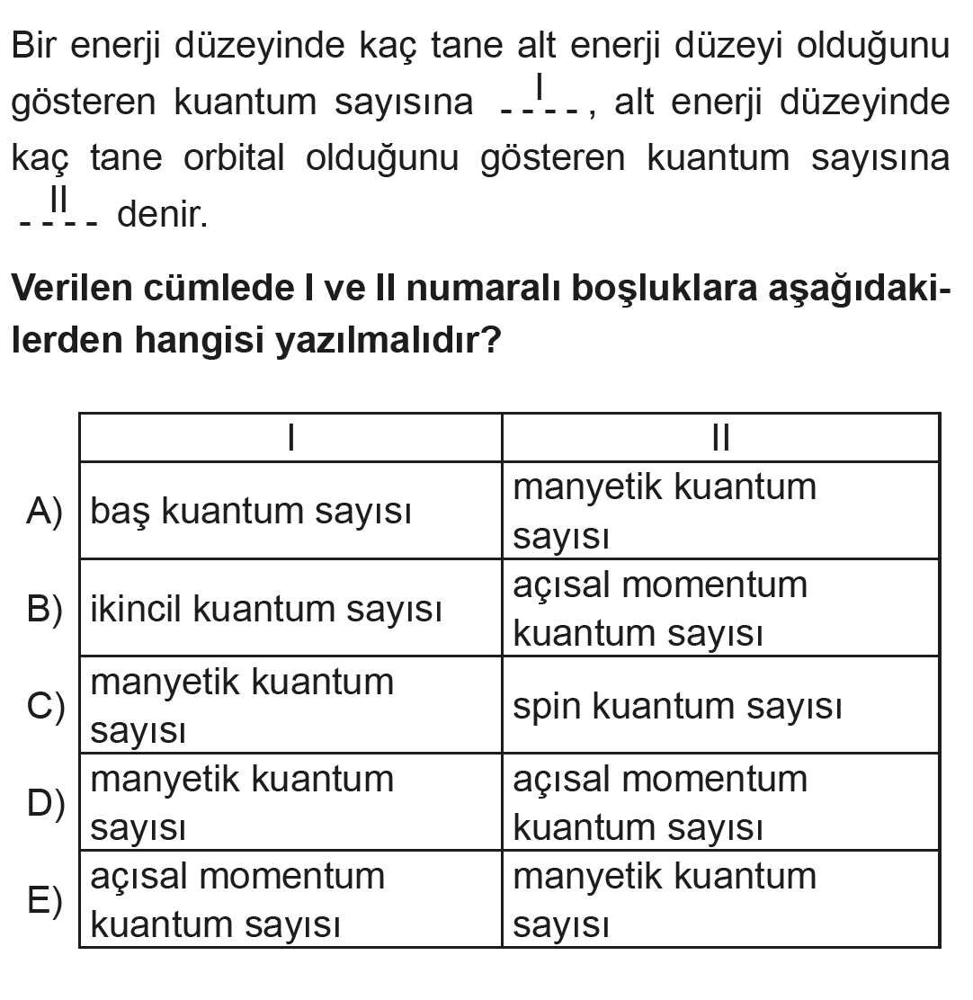 Bir enerji düzeyinde kaç tane alt enerji düzeyi olduğunu
gösteren kuantum sayısına - - I - -, alt enerji düzeyinde
kaç tane orbital olduğunu gösteren kuantum sayısına
- - II - - denir.
Verilen cümlede I ve II numaralı boşluklara aşağıdaki-
lerden hangisi yazılmalıdır?
I II
A) baş kuantum sayısı manyetik kuantum
sayısı
B) ikincil kuantum sayısı açısal momentum
kuantum sayısı
C) manyetik kuantum
sayısı spin kuantum sayısı
D) manyetik kuantum açısal momentum
sayısı kuantum sayısı
E) açısal momentum manyetik kuantum
kuantum sayısı sayısı